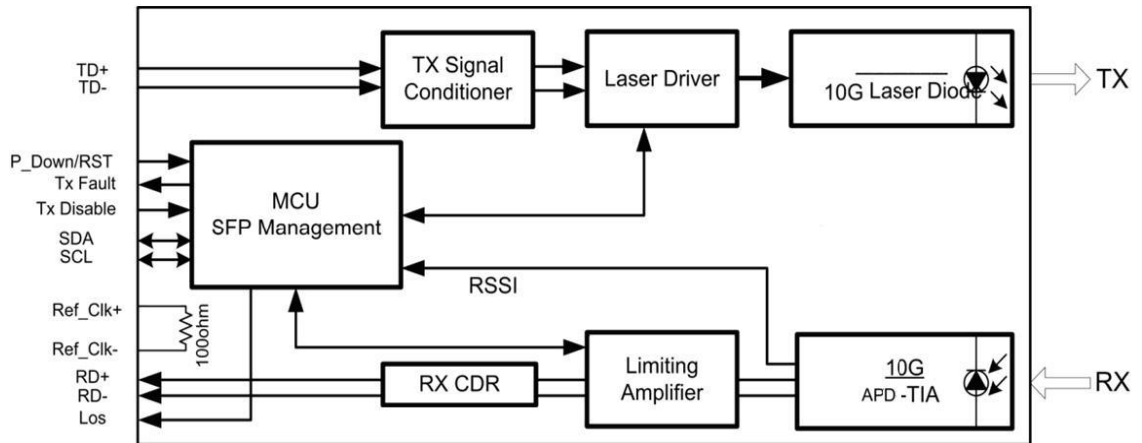 TD+
TD-
TX Signal
Conditioner
Laser Driver
10G Laser Diode
TX
P_Down/RST
Tx Fault
Tx Disable
SDA
SCL
MCU
SFP Management
RSSI
Ref_Clk+
Ref_Clk-
100ohm
RD+
RD-
Los
RX CDR
Limiting
Amplifier
10G
APD -TIA
RX